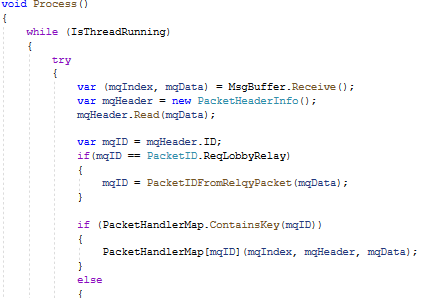 void Process()
{
while (IsThreadRunning)
{
try
{
var (mqIndex, mqData) = MsgBuffer.Receive();
var mqHeader = new PacketHeaderInfo();
mqHeader.Read(mqData);
var mqID = mqHeader.ID;
if(mqID == PacketID.ReqLobbyRelay)
{
mqID = PacketIDFromRelqyPacket(mqData);
}
if (PacketHandlerMap.ContainsKey(mqID))
{
PacketHandlerMap[mqID](mqIndex, mqHeader, mqData);
}
else
{